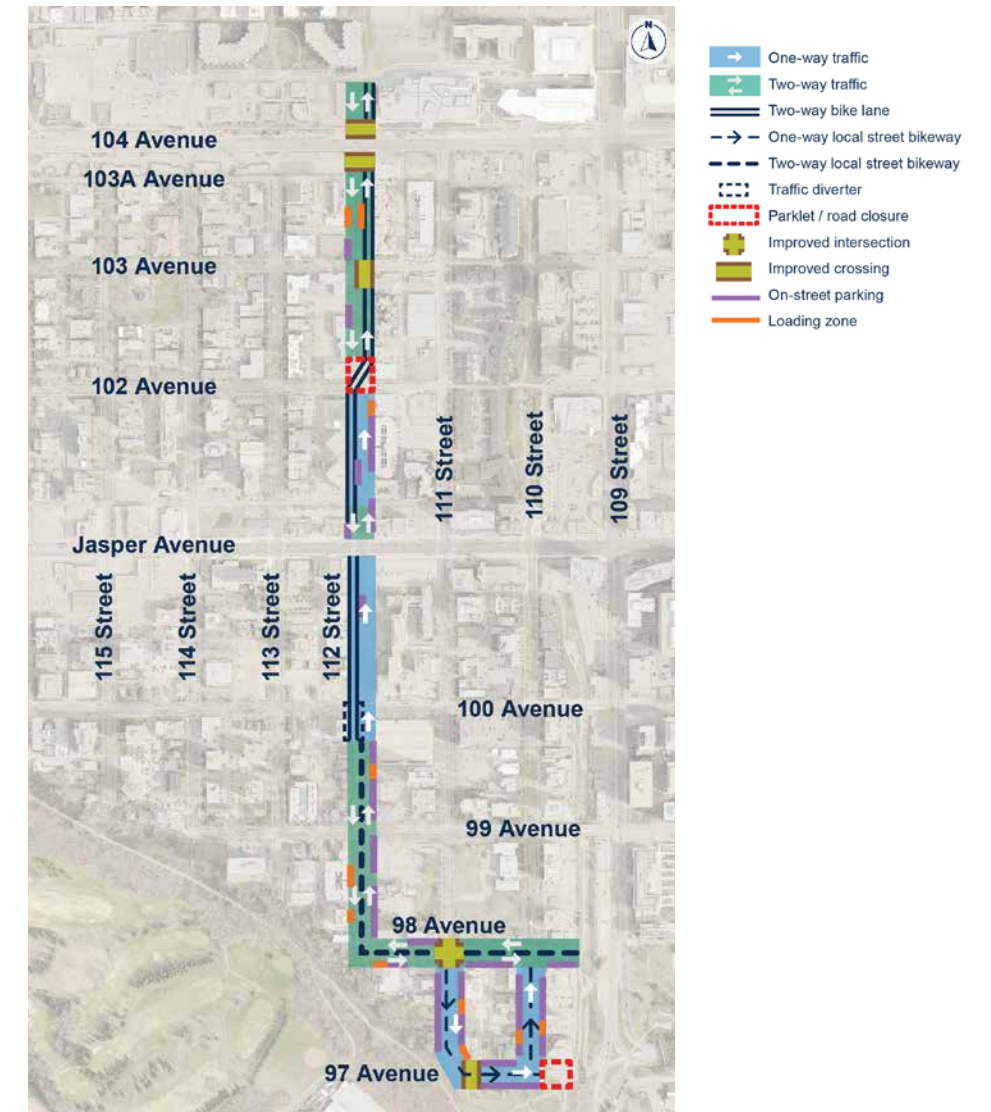 N
One-way traffic
Two-way traffic
Two-way bike lane
One-way local street bikeway
Two-way local street bikeway
Traffic diverter
Parklet / road closure
Improved intersection
Improved crossing
On-street parking
Loading zone
104 Avenue
103A Avenue
103 Avenue
102 Avenue
111 Street
110 Street
109 Street
Jasper Avenue
115 Street
114 Street
113 Street
112 Street
100 Avenue
99 Avenue
98 Avenue
97 Avenue